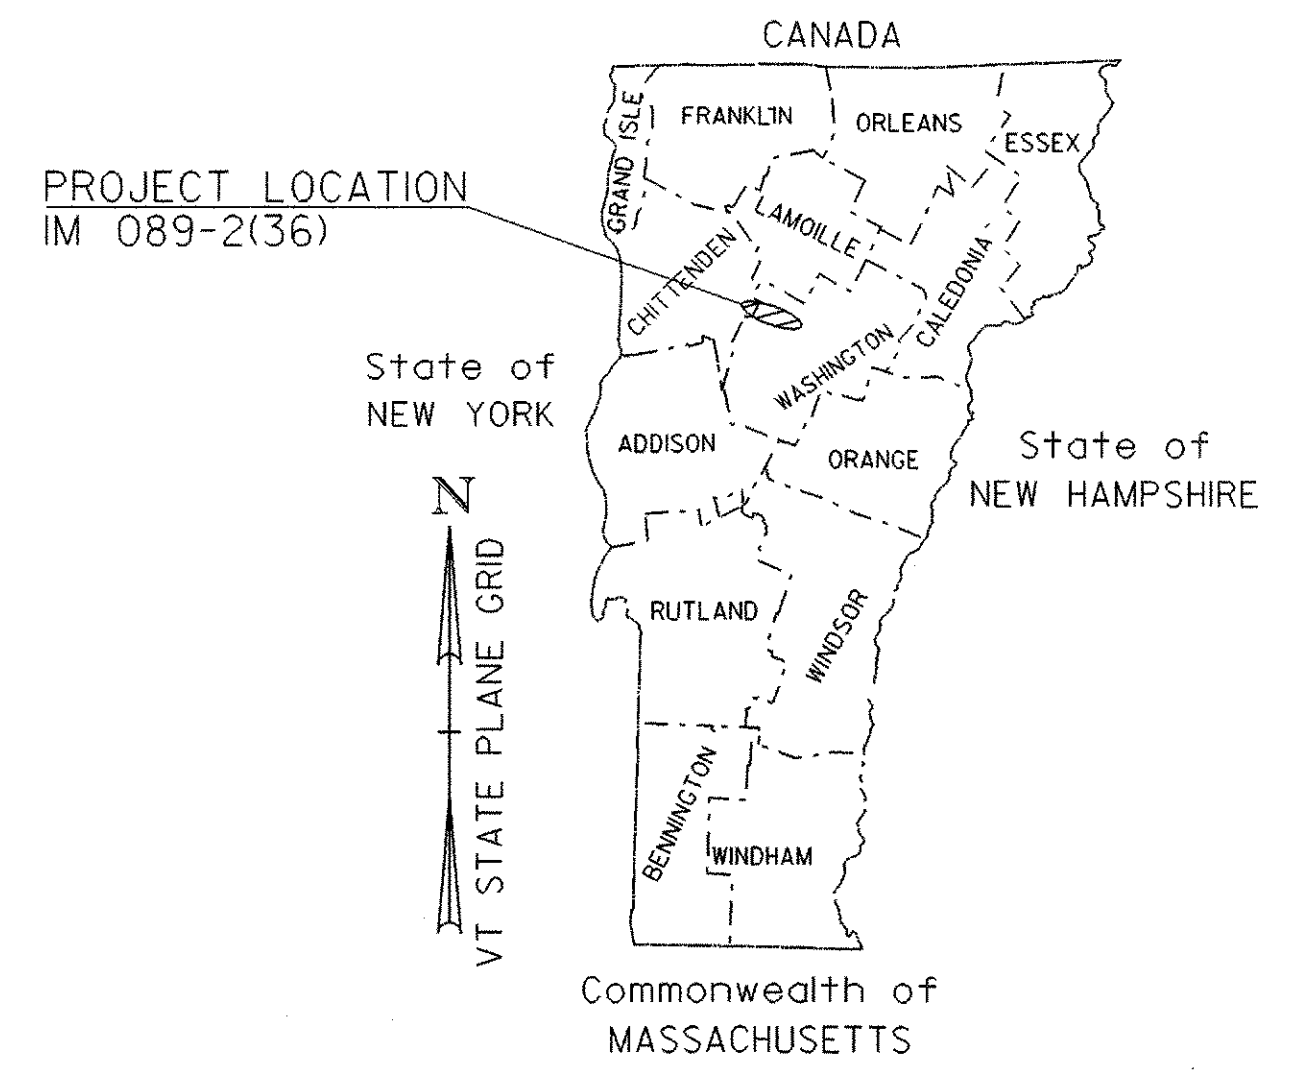 CANADA
FRANKLIN
ORLEANS
ESSEX
GRAND ISLE
PROJECT LOCATION
IM 089-2(36)
LAMOILLE
CHITTENDEN
CALEDONIA
WASHINGTON
State of
NEW YORK
ADDISON
ORANGE
State of
NEW HAMPSHIRE
N
VT STATE PLANE GRID
RUTLAND
WINDSOR
BENNINGTON
WINDHAM
Commonwealth of
MASSACHUSETTS